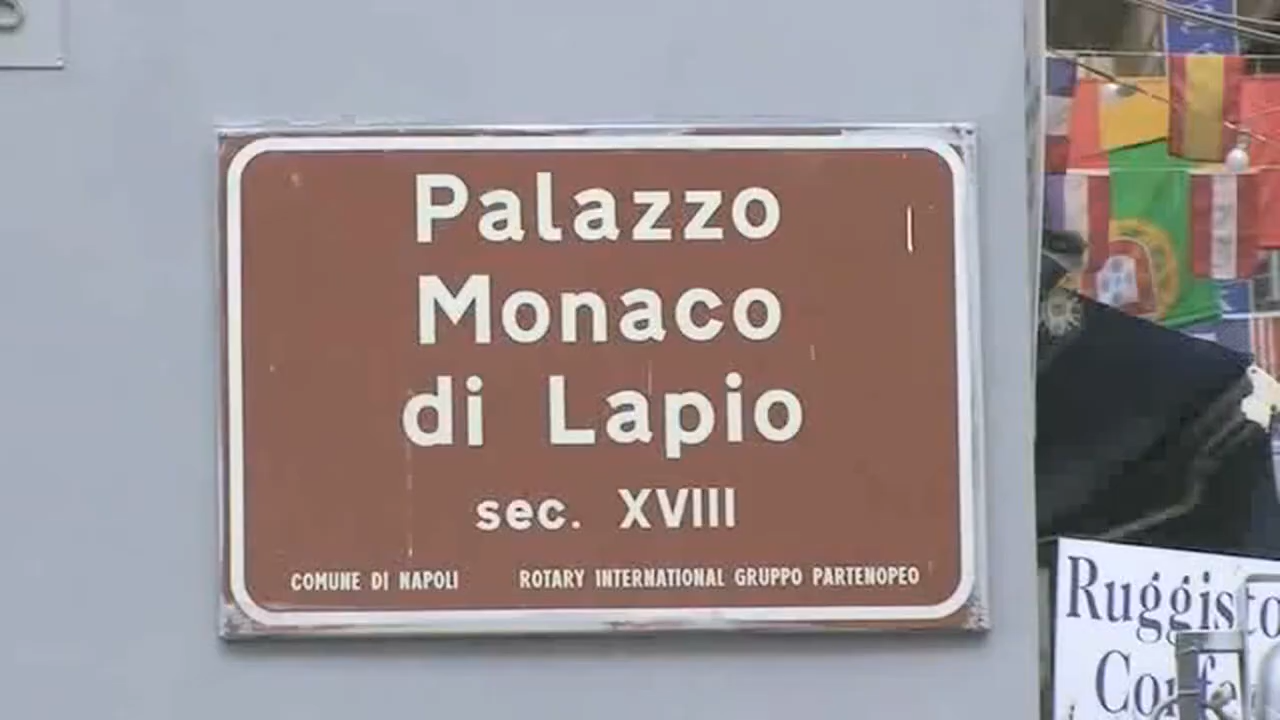 Palazzo
Monaco
di Lapio
sec. XVIII
COMUNE DI NAPOLI ROTARY INTERNATIONAL GRUPPO PARTENOPEO